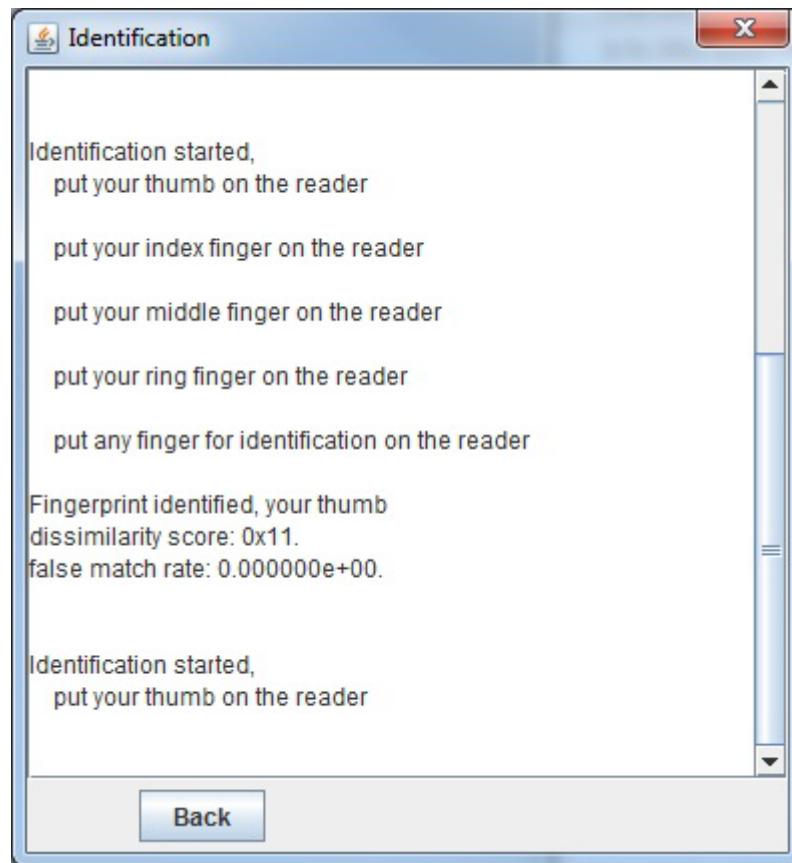 Identification
Identification started,
put your thumb on the reader
put your index finger on the reader
put your middle finger on the reader
put your ring finger on the reader
put any finger for identification on the reader
Fingerprint identified, your thumb
dissimilarity score: 0x11.
false match rate: 0.000000e+00.
Identification started,
put your thumb on the reader
Back